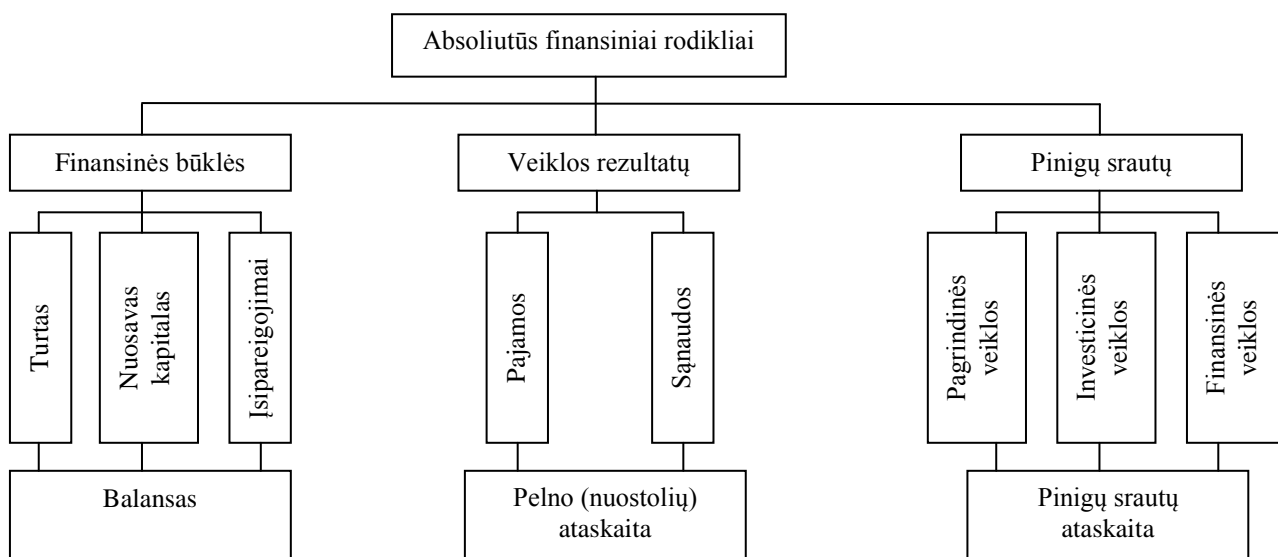 Absoliutūs finansiniai rodikliai
Finansinės būklės
Veiklos rezultatų
Pinigų srautų
Turtas
Nuosavas
kapitalas
Įsipareigojimai
Pajamos
Sąnaudos
Pagrindinės
veiklos
Investicinės
veiklos
Finansinės
veiklos
Balansas
Pelno (nuostolių)
ataskaita
Pinigų srautų
ataskaita